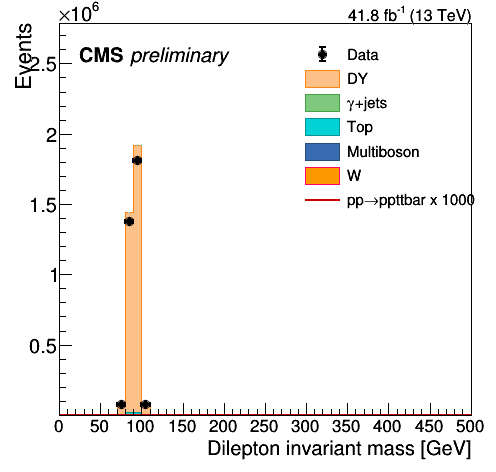 ×10⁶
41.8 fb⁻¹ (13 TeV)
Events
CMS preliminary
Data
DY
γ+jets
Top
Multiboson
W
pp→ppttbar x 1000
2.5
2
1.5
1
0.5
0 50 100 150 200 250 300 350 400 450 500
Dilepton invariant mass [GeV]